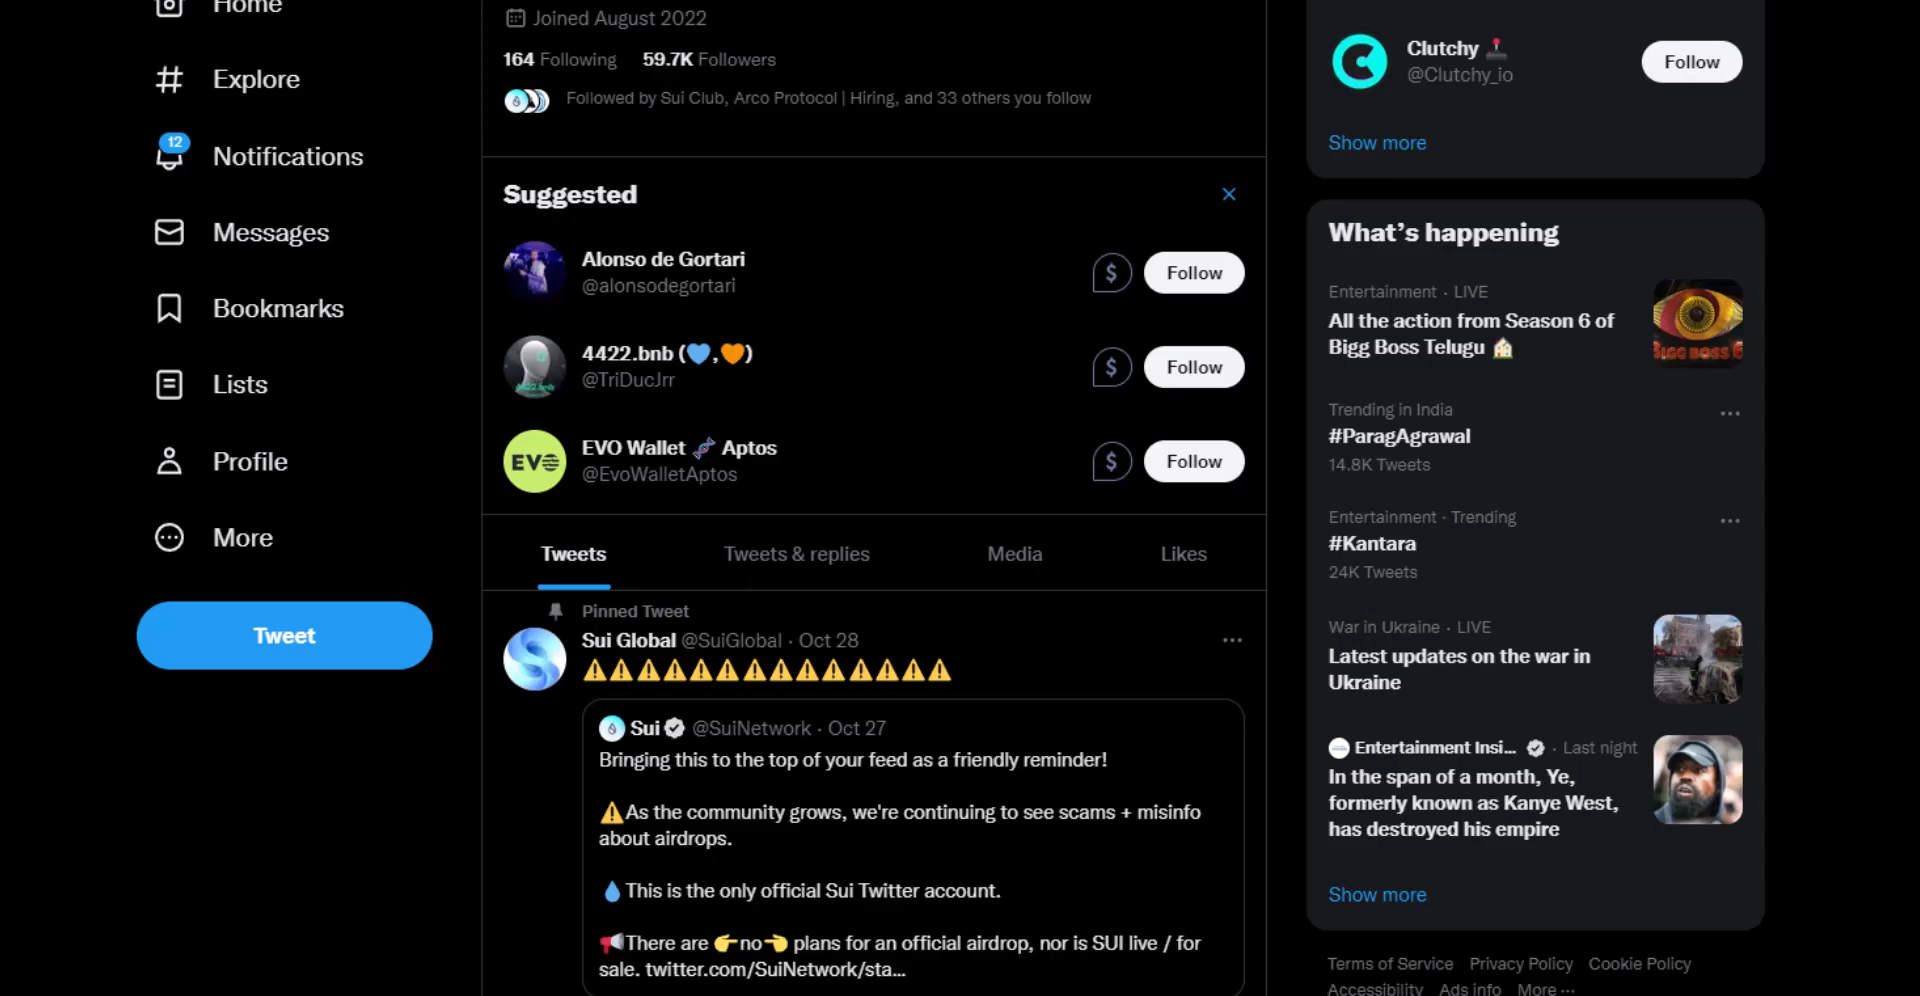 Home
Explore
12
Notifications
Messages
Bookmarks
Lists
Profile
More
Tweet
Joined August 2022
164 Following 59.7K Followers
Followed by Sui Club, Arco Protocol | Hiring, and 33 others you follow
Suggested
Alonso de Gortari
@alonsodegortari
$ Follow
4422.bnb (💙,🧡)
@TriDucJrr
4422.bnb
$ Follow
EVO
EVO Wallet 🧬 Aptos
@EvoWalletAptos
$ Follow
Tweets Tweets & replies Media Likes
Pinned Tweet
Sui Global @SuiGlobal · Oct 28
⚠️⚠️⚠️⚠️⚠️⚠️⚠️⚠️⚠️⚠️⚠️⚠️⚠️⚠️
Sui @SuiNetwork · Oct 27
Bringing this to the top of your feed as a friendly reminder!
⚠️As the community grows, we're continuing to see scams + misinfo
about airdrops.
💧This is the only official Sui Twitter account.
📢There are 👉no👈 plans for an official airdrop, nor is SUI live / for
sale. twitter.com/SuiNetwork/sta...
Clutchy 🕹️
@Clutchy_io
Follow
Show more
What's happening
Entertainment · LIVE
All the action from Season 6 of
Bigg Boss Telugu 🏠
BIGG BOSS 6
Trending in India
#ParagAgrawal
14.8K Tweets
Entertainment · Trending
#Kantara
24K Tweets
War in Ukraine · LIVE
Latest updates on the war in
Ukraine
Entertainment Insi... · Last night
In the span of a month, Ye,
formerly known as Kanye West,
has destroyed his empire
Show more
Terms of Service Privacy Policy Cookie Policy
Accessibility Ads info More ···